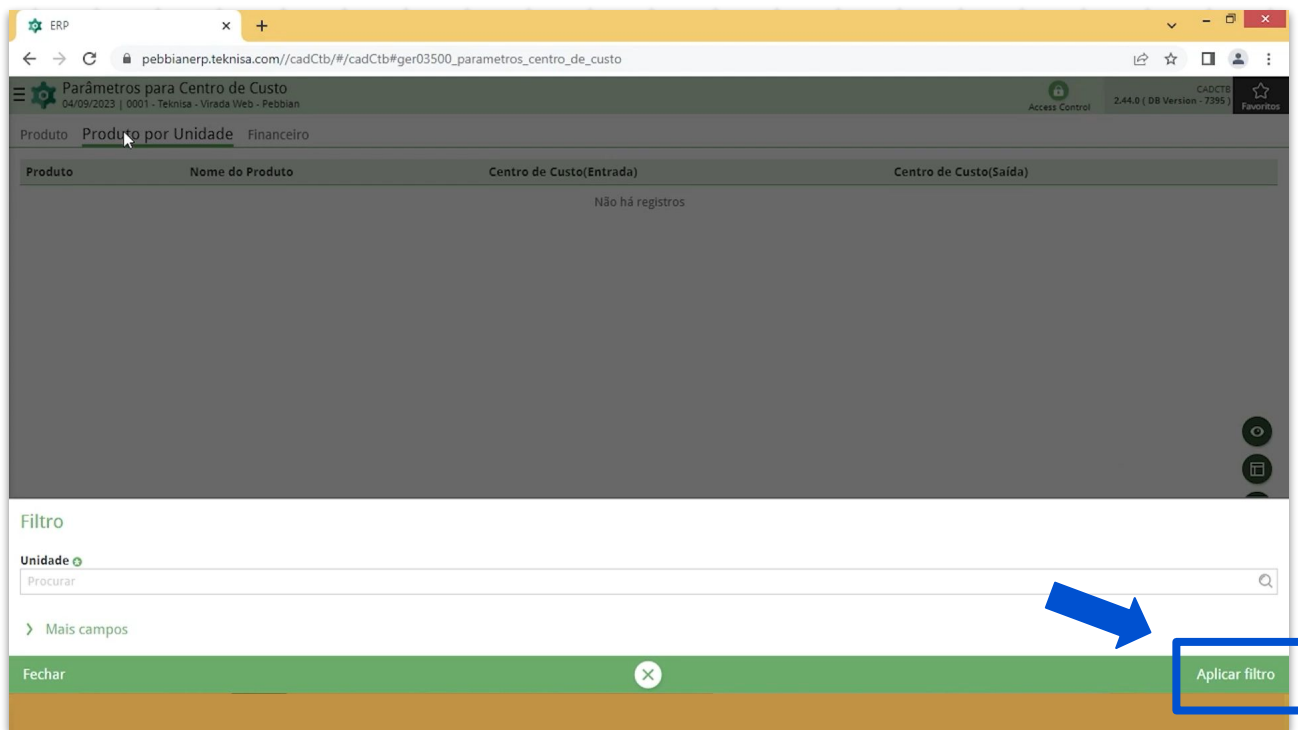 ERP
pebbianerp.teknisa.com//cadCtb/#/cadCtb#ger03500_parametros_centro_de_custo
Parâmetros para Centro de Custo
04/09/2023 | 0001 - Teknisa - Virada Web - Pebbian
Access Control
CADCTB
2.44.0 ( DB Version - 7395 )
Favoritos
Produto Produto por Unidade Financeiro
Produto Nome do Produto Centro de Custo(Entrada) Centro de Custo(Saída)
Não há registros
Filtro
Unidade
Procurar
Mais campos
Fechar Aplicar filtro